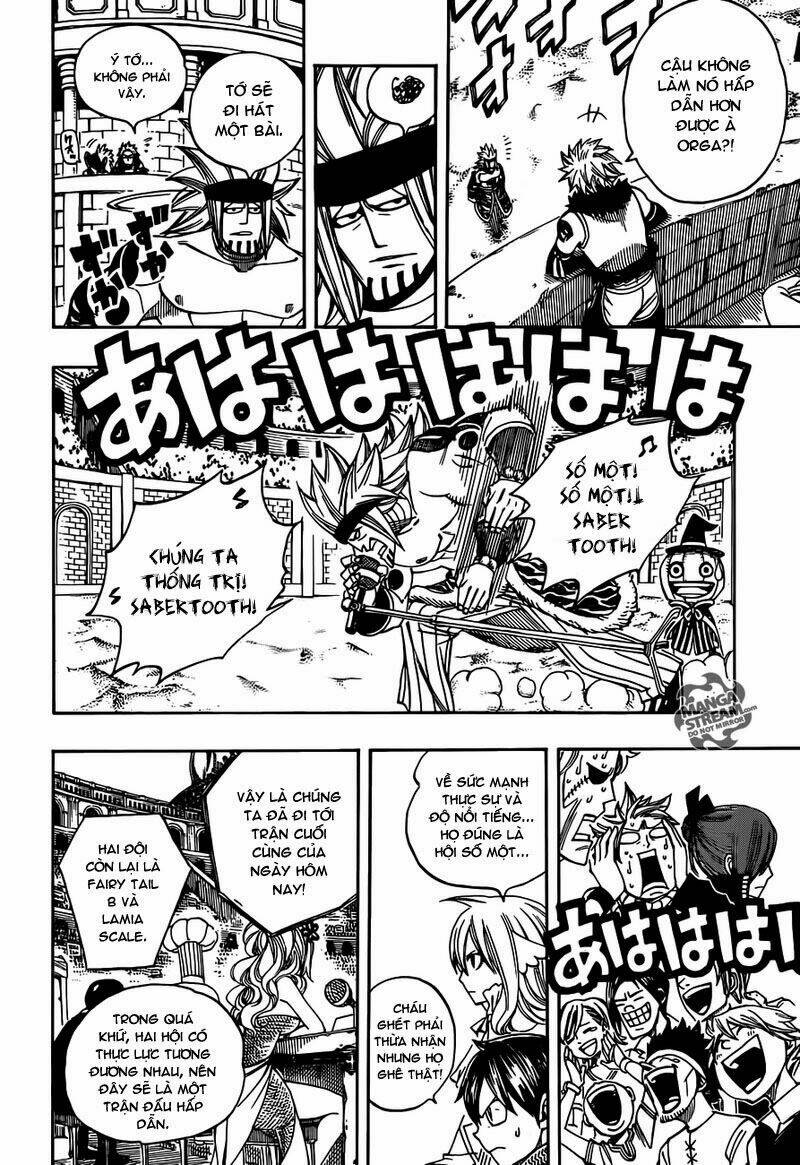 CÂU KHÔNG
LÀM NÓ HẤP
DẪN HƠN
ĐƯỢC À
ORGA?!
TỚ SẼ
ĐI HÁT
MỘT BÀI.
Ý TỚ...
KHÔNG PHẢI
VẬY.
あははははは
SỐ MỘT!
SỐ MỘT!!
SABER
TOOTH!
CHÚNG TA
THỐNG TRỊ!
SABERTOOTH!
MANGA
STREAM.com
DO NOT MIRROR!
あはははは
VỀ SỨC MẠNH
THỰC SỰ VÀ
ĐỘ NỔI TIẾNG...
HỌ ĐÚNG LÀ
HỘI SỐ MỘT...
CHÁU
GHÉT PHẢI
THỪA NHẬN
NHƯNG HỌ
GHÊ THẬT!
VẬY LÀ CHÚNG
TA ĐÃ ĐI TỚI
TRẬN CUỐI
CÙNG CỦA
NGÀY HÔM
NAY!
HAI ĐỘI
CÒN LẠI LÀ
FAIRY TAIL
B VÀ
LAMIA
SCALE.
TRONG QUÁ
KHỨ, HAI HỘI CÓ
THỰC LỰC TƯƠNG
ĐƯƠNG NHAU, NÊN
ĐÂY SẼ LÀ MỘT
TRẬN ĐẤU HẤP
DẪN.